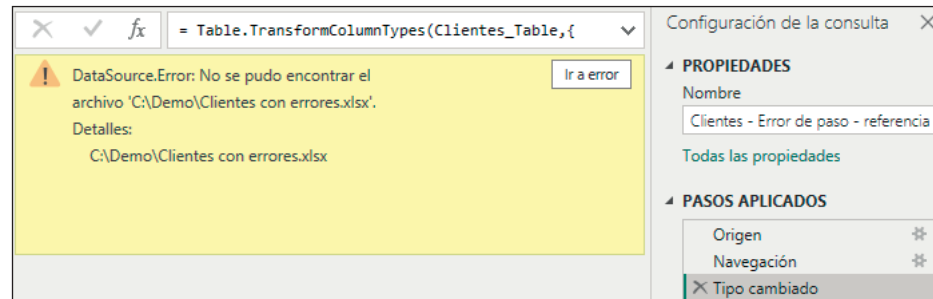 fx
= Table.TransformColumnTypes(Clientes_Table,{
DataSource.Error: No se pudo encontrar el
archivo 'C:\Demo\Clientes con errores.xlsx'.
Detalles:
C:\Demo\Clientes con errores.xlsx
Ir a error
Configuración de la consulta
PROPIEDADES
Nombre
Clientes - Error de paso - referencia
Todas las propiedades
PASOS APLICADOS
Origen
Navegación
Tipo cambiado